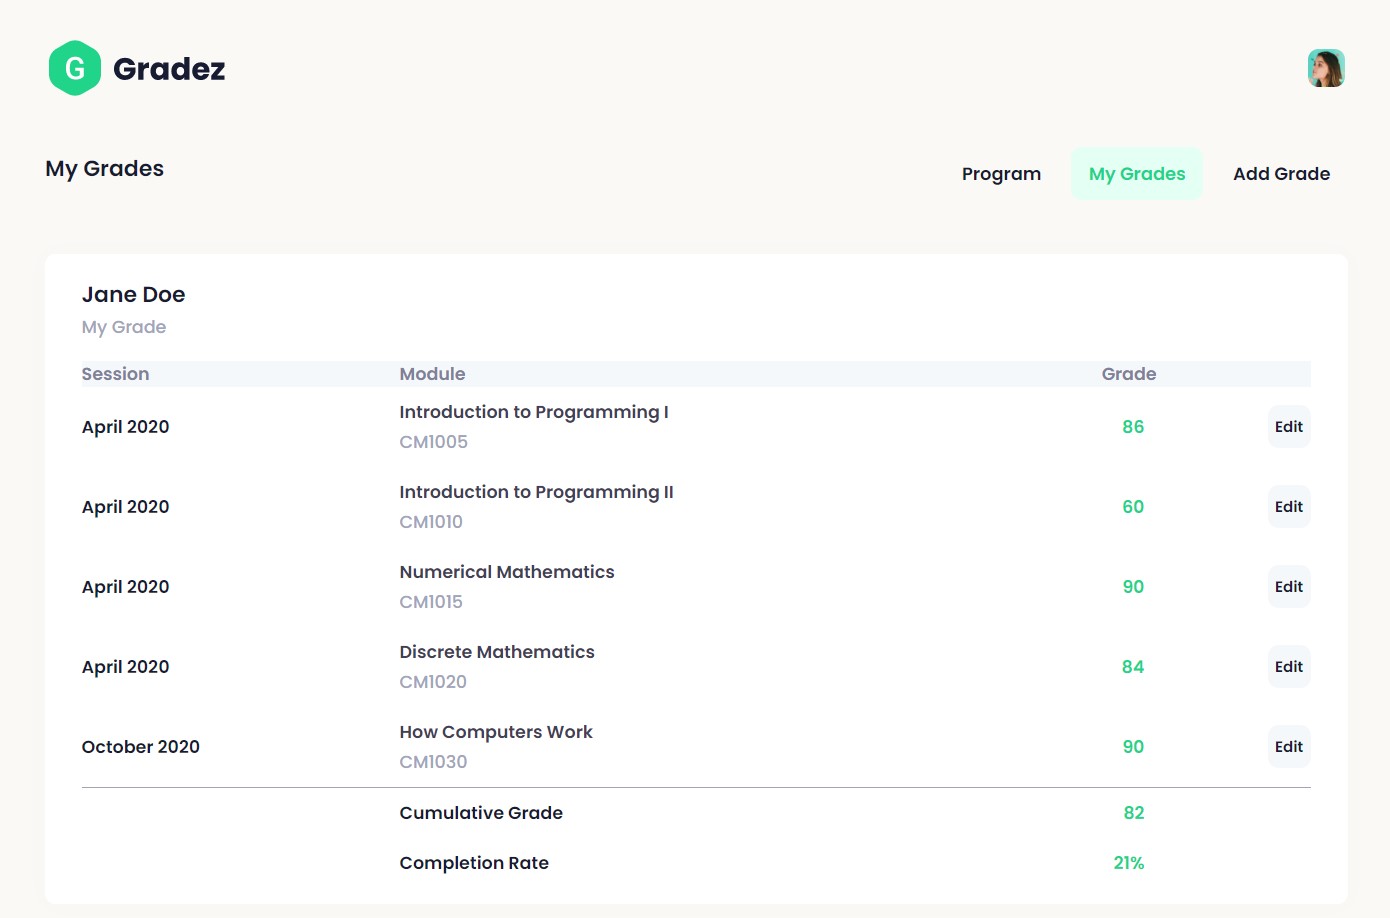 G Gradez
My Grades
Program My Grades Add Grade
Jane Doe
My Grade
Session Module Grade
April 2020 Introduction to Programming I 86 Edit
CM1005
April 2020 Introduction to Programming II 60 Edit
CM1010
April 2020 Numerical Mathematics 90 Edit
CM1015
April 2020 Discrete Mathematics 84 Edit
CM1020
October 2020 How Computers Work 90 Edit
CM1030
Cumulative Grade 82
Completion Rate 21%